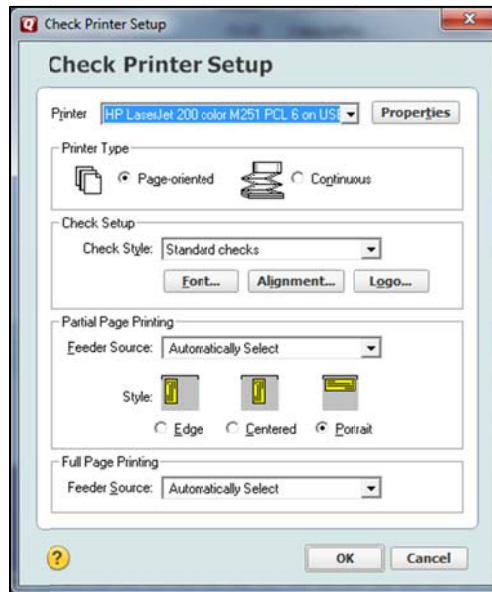 Check Printer Setup
Check Printer Setup
Printer HP LaserJet 200 color M251 PCL 6 on USB Properties
Printer Type
Page-oriented Continuous
Check Setup
Check Style: Standard checks
Font... Alignment... Logo...
Partial Page Printing
Feeder Source: Automatically Select
Style:
Edge Centered Portrait
Full Page Printing
Feeder Source: Automatically Select
? OK Cancel